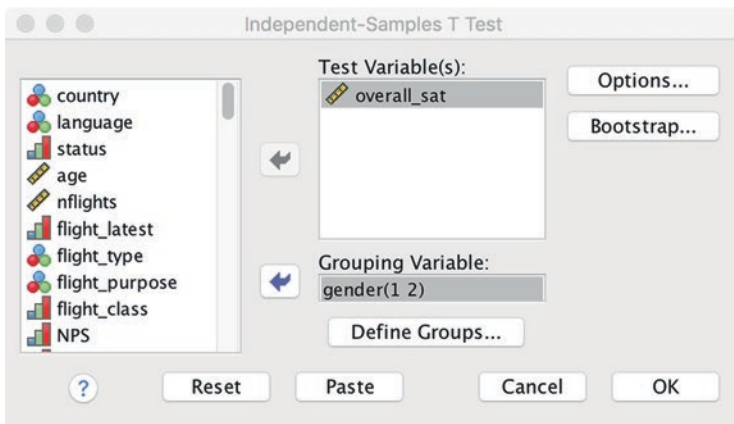 Independent-Samples T Test
country
language
status
age
nflights
flight_latest
flight_type
flight_purpose
flight_class
NPS
Test Variable(s):
overall_sat
Grouping Variable:
gender(1 2)
Define Groups...
Options...
Bootstrap...
?
Reset
Paste
Cancel
OK